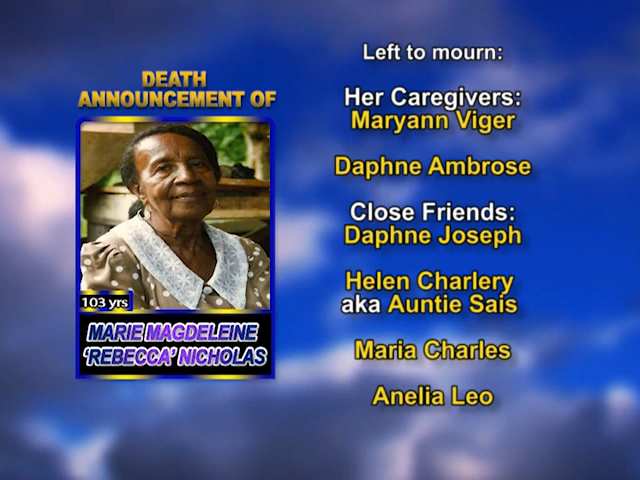 DEATH
ANNOUNCEMENT OF
103 yrs
MARIE MAGDELEINE
‘REBECCA’ NICHOLAS
Left to mourn:
Her Caregivers:
Maryann Viger
Daphne Ambrose
Close Friends:
Daphne Joseph
Helen Charlery
aka Auntie Sais
Maria Charles
Anelia Leo